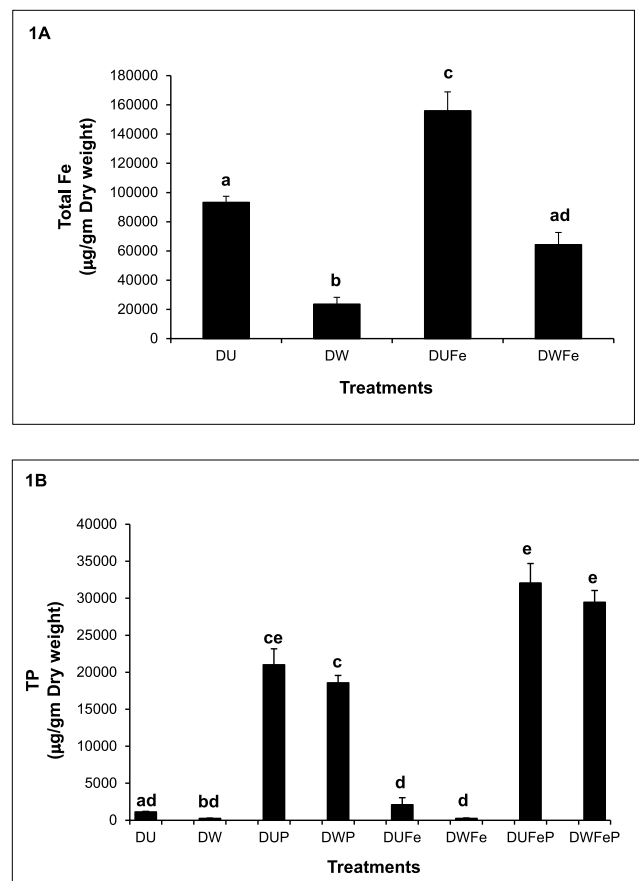 1A
180000
160000
140000
120000
100000
80000
60000
40000
20000
0
Total Fe
(µg/gm Dry weight)
a
b
c
ad
DU DW DUFe DWFe
Treatments
1B
40000
35000
30000
25000
20000
15000
10000
5000
0
TP
(µg/gm Dry weight)
ad bd ce c d d e e
DU DW DUP DWP DUFe DWFe DUFeP DWFeP
Treatments